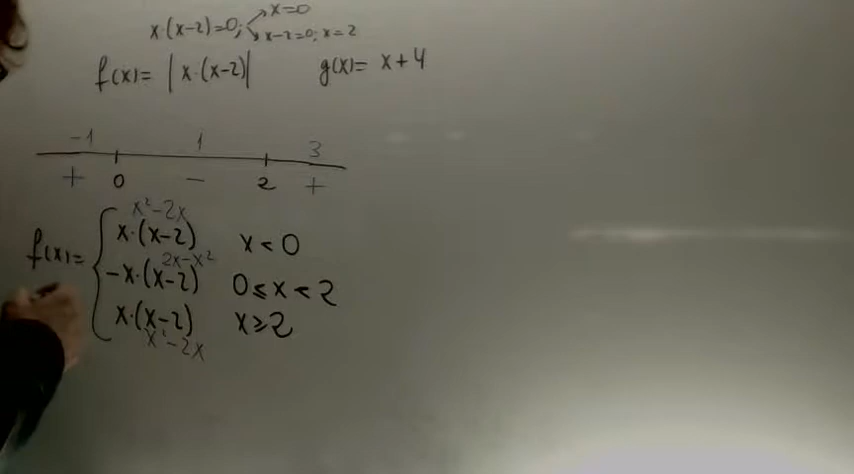 x·(x-2)=0; x=0
x-2=0; x=2
f(x)= |x·(x-2)| g(x)= x+4
-1 1 3
+ 0 - 2 +
x²-2x
x·(x-2) x < 0
2x-x²
f(x)= -x·(x-2) 0 ≤ x < 2
x·(x-2) x ≥ 2
x²-2x